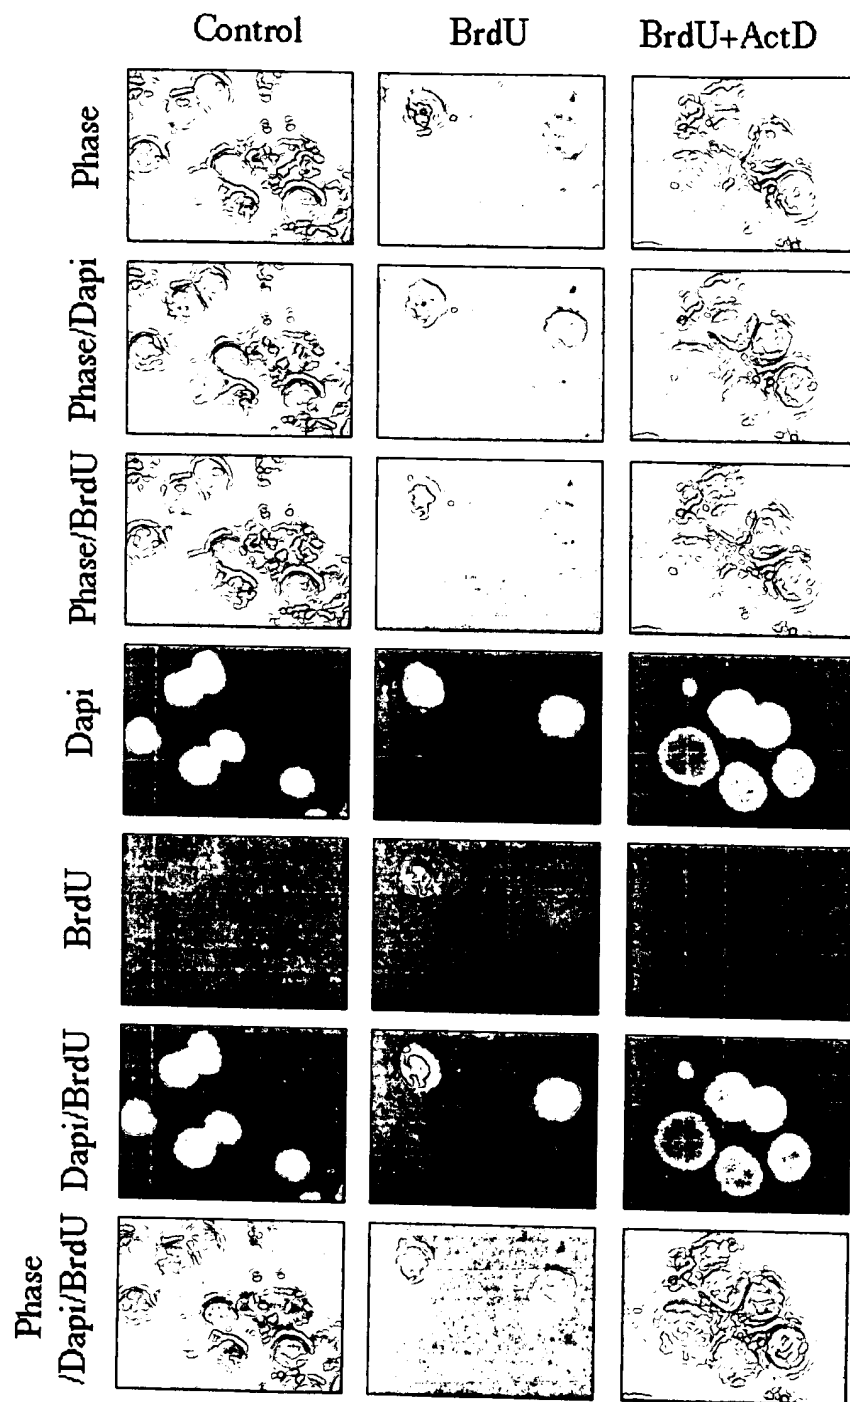 Control BrdU BrdU+ActD
Phase
Phase/Dapi
Phase/BrdU
Dapi
BrdU
Dapi/BrdU
Phase
/Dapi/BrdU